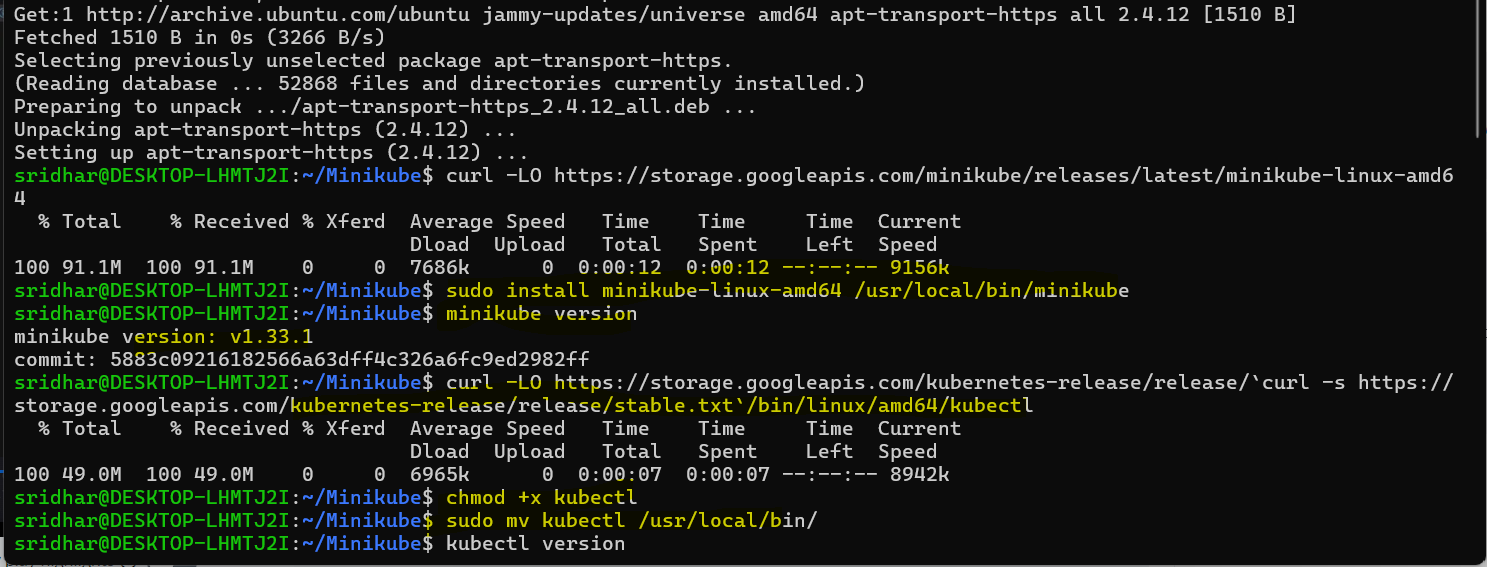 Get:1 http://archive.ubuntu.com/ubuntu jammy-updates/universe amd64 apt-transport-https all 2.4.12 [1510 B]
Fetched 1510 B in 0s (3266 B/s)
Selecting previously unselected package apt-transport-https.
(Reading database ... 52868 files and directories currently installed.)
Preparing to unpack .../apt-transport-https_2.4.12_all.deb ...
Unpacking apt-transport-https (2.4.12) ...
Setting up apt-transport-https (2.4.12) ...
sridhar@DESKTOP-LHMTJ2I:~/Minikube$ curl -LO https://storage.googleapis.com/minikube/releases/latest/minikube-linux-amd6
4
  % Total    % Received % Xferd  Average Speed   Time    Time     Time  Current
                                 Dload  Upload   Total   Spent    Left  Speed
100 91.1M  100 91.1M    0     0  7686k      0  0:00:12  0:00:12 --:--:-- 9156k
sridhar@DESKTOP-LHMTJ2I:~/Minikube$ sudo install minikube-linux-amd64 /usr/local/bin/minikube
sridhar@DESKTOP-LHMTJ2I:~/Minikube$ minikube version
minikube version: v1.33.1
commit: 5883c09216182566a63dff4c326a6fc9ed2982ff
sridhar@DESKTOP-LHMTJ2I:~/Minikube$ curl -LO https://storage.googleapis.com/kubernetes-release/release/`curl -s https://
storage.googleapis.com/kubernetes-release/release/stable.txt`/bin/linux/amd64/kubectl
  % Total    % Received % Xferd  Average Speed   Time    Time     Time  Current
                                 Dload  Upload   Total   Spent    Left  Speed
100 49.0M  100 49.0M    0     0  6965k      0  0:00:07  0:00:07 --:--:-- 8942k
sridhar@DESKTOP-LHMTJ2I:~/Minikube$ chmod +x kubectl
sridhar@DESKTOP-LHMTJ2I:~/Minikube$ sudo mv kubectl /usr/local/bin/
sridhar@DESKTOP-LHMTJ2I:~/Minikube$ kubectl version